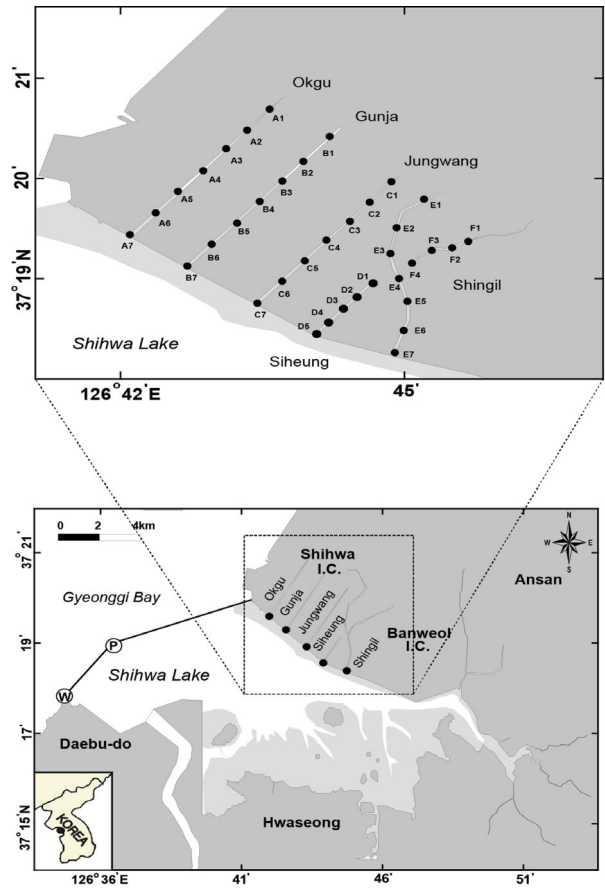 21'
20'
37°19'N
126°42'E
45'
Okgu
Gunja
Jungwang
Shingil
Siheung
Shihwa Lake
A1
A2
A3
A4
A5
A6
A7
B1
B2
B3
B4
B5
B6
B7
C1
C2
C3
C4
C5
C6
C7
D1
D2
D3
D4
D5
E1
E2
E3
E4
E5
E6
E7
F1
F2
F3
F4
0 2 4km
N
W E
S
37°21'
19'
17'
37°15'N
126°36'E
41'
46'
51'
Shihwa
I.C.
Okgu
Gunja
Jungwang
Siheung
Shingil
Ansan
Banweol
I.C.
Gyeonggi Bay
Shihwa Lake
P
W
Daebu-do
Hwaseong
KOREA